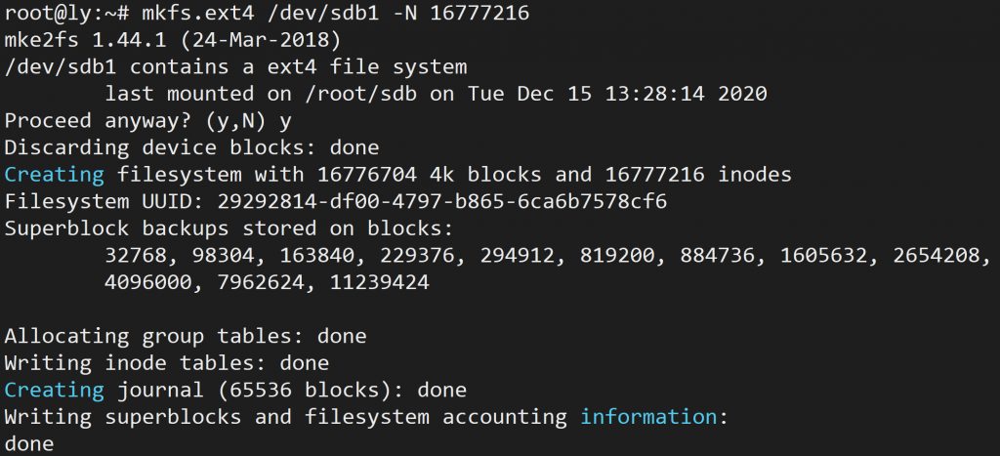 root@ly:~# mkfs.ext4 /dev/sdb1 -N 16777216
mke2fs 1.44.1 (24-Mar-2018)
/dev/sdb1 contains a ext4 file system
        last mounted on /root/sdb on Tue Dec 15 13:28:14 2020
Proceed anyway? (y,N) y
Discarding device blocks: done
Creating filesystem with 16776704 4k blocks and 16777216 inodes
Filesystem UUID: 29292814-df00-4797-b865-6ca6b7578cf6
Superblock backups stored on blocks:
        32768, 98304, 163840, 229376, 294912, 819200, 884736, 1605632, 2654208,
        4096000, 7962624, 11239424

Allocating group tables: done
Writing inode tables: done
Creating journal (65536 blocks): done
Writing superblocks and filesystem accounting information:
done